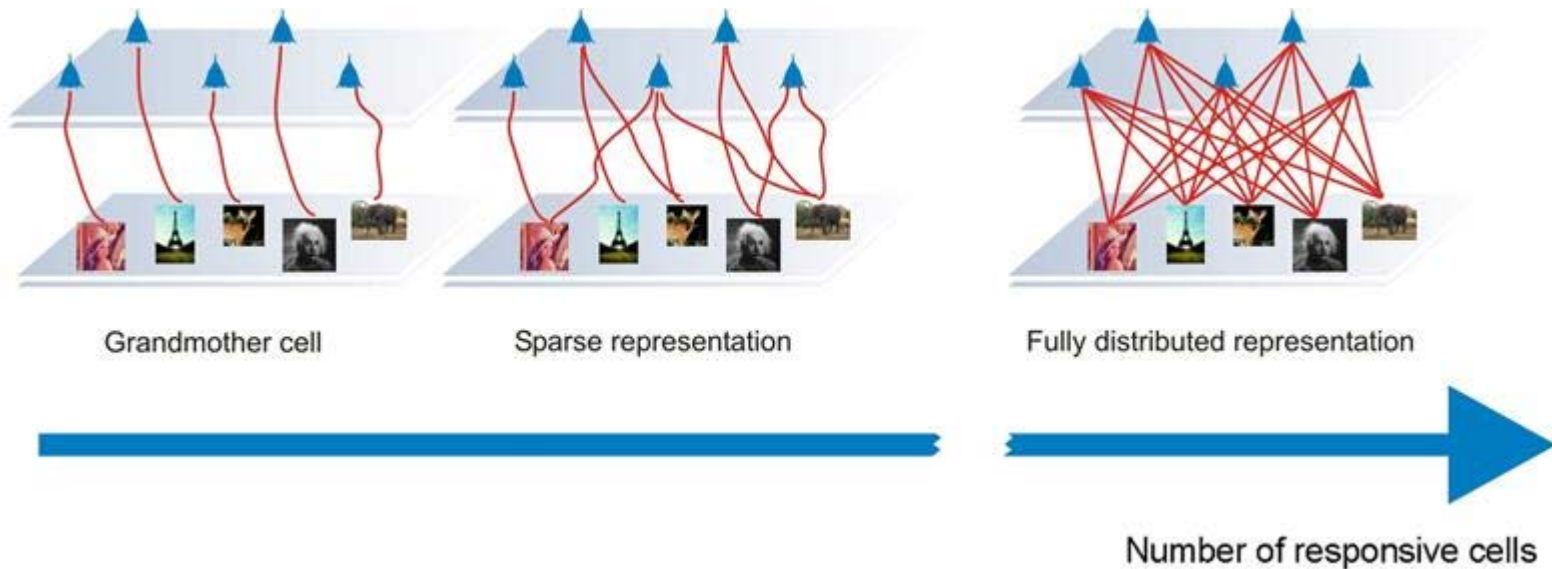 Grandmother cell
Sparse representation
Fully distributed representation
Number of responsive cells